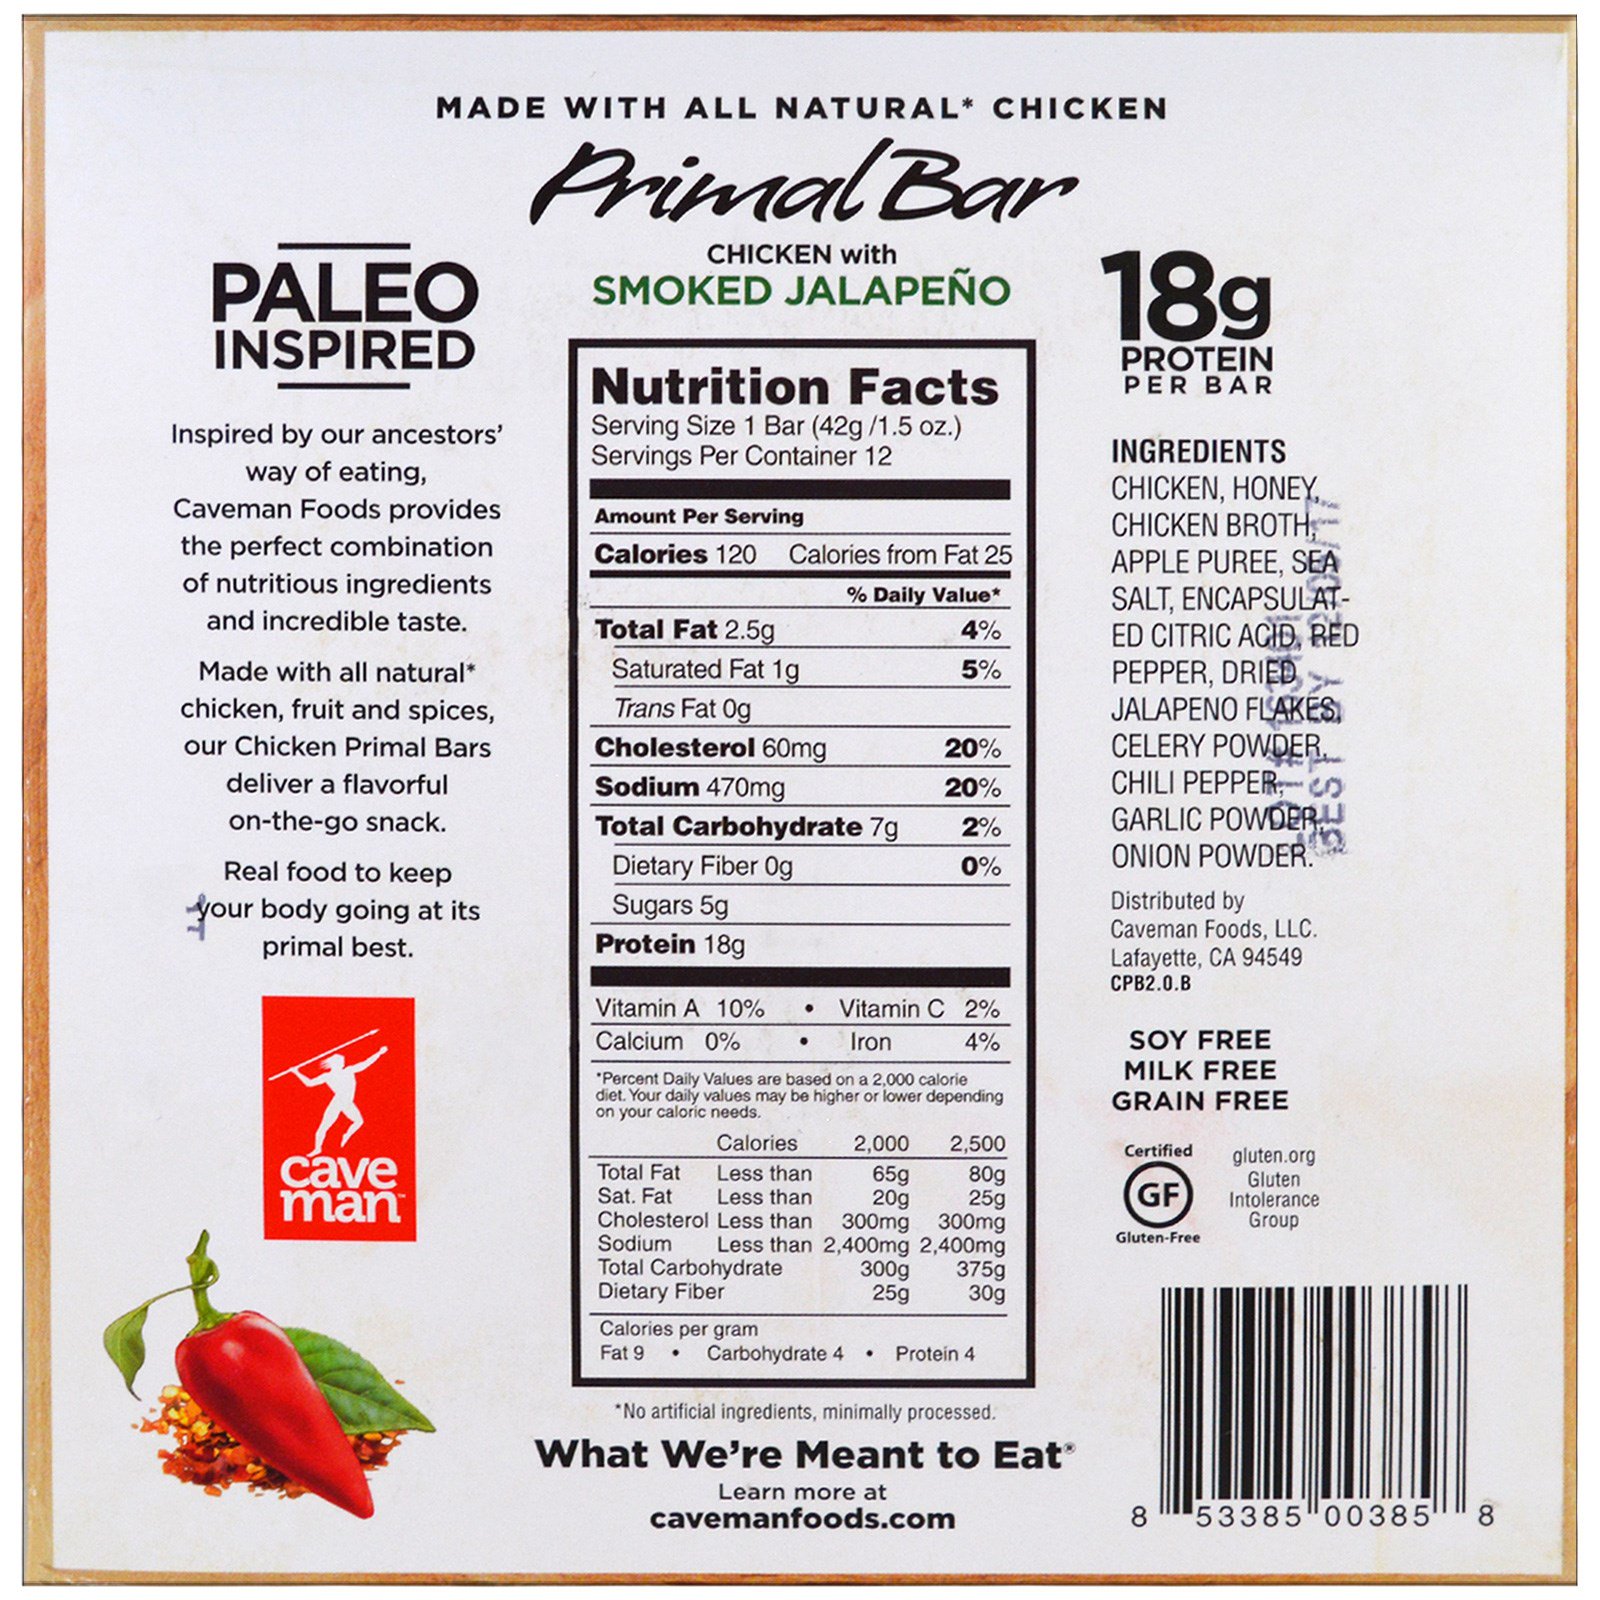 MADE WITH ALL NATURAL* CHICKEN
Primal Bar
CHICKEN with
SMOKED JALAPEÑO
PALEO
INSPIRED
Inspired by our ancestors'
way of eating,
Caveman Foods provides
the perfect combination
of nutritious ingredients
and incredible taste.
Made with all natural*
chicken, fruit and spices,
our Chicken Primal Bars
deliver a flavorful
on-the-go snack.
Real food to keep
your body going at its
primal best.
cave
man™
Nutrition Facts
Serving Size 1 Bar (42g /1.5 oz.)
Servings Per Container 12
Amount Per Serving
Calories 120 Calories from Fat 25
% Daily Value*
Total Fat 2.5g 4%
Saturated Fat 1g 5%
Trans Fat 0g
Cholesterol 60mg 20%
Sodium 470mg 20%
Total Carbohydrate 7g 2%
Dietary Fiber 0g 0%
Sugars 5g
Protein 18g
Vitamin A 10% • Vitamin C 2%
Calcium 0% • Iron 4%
*Percent Daily Values are based on a 2,000 calorie
diet. Your daily values may be higher or lower depending
on your caloric needs.
Calories 2,000 2,500
Total Fat Less than 65g 80g
Sat. Fat Less than 20g 25g
Cholesterol Less than 300mg 300mg
Sodium Less than 2,400mg 2,400mg
Total Carbohydrate 300g 375g
Dietary Fiber 25g 30g
Calories per gram
Fat 9 • Carbohydrate 4 • Protein 4
*No artificial ingredients, minimally processed.
What We're Meant to Eat®
Learn more at
cavemanfoods.com
18g
PROTEIN
PER BAR
INGREDIENTS
CHICKEN, HONEY,
CHICKEN BROTH,
APPLE PUREE, SEA
SALT, ENCAPSULAT-
ED CITRIC ACID, RED
PEPPER, DRIED
JALAPENO FLAKES,
CELERY POWDER,
CHILI PEPPER,
GARLIC POWDER,
ONION POWDER.
BEST BY
Distributed by
Caveman Foods, LLC.
Lafayette, CA 94549
CPB2.0.B
SOY FREE
MILK FREE
GRAIN FREE
Certified
GF
Gluten-Free
gluten.org
Gluten
Intolerance
Group
8 53385 00385 8